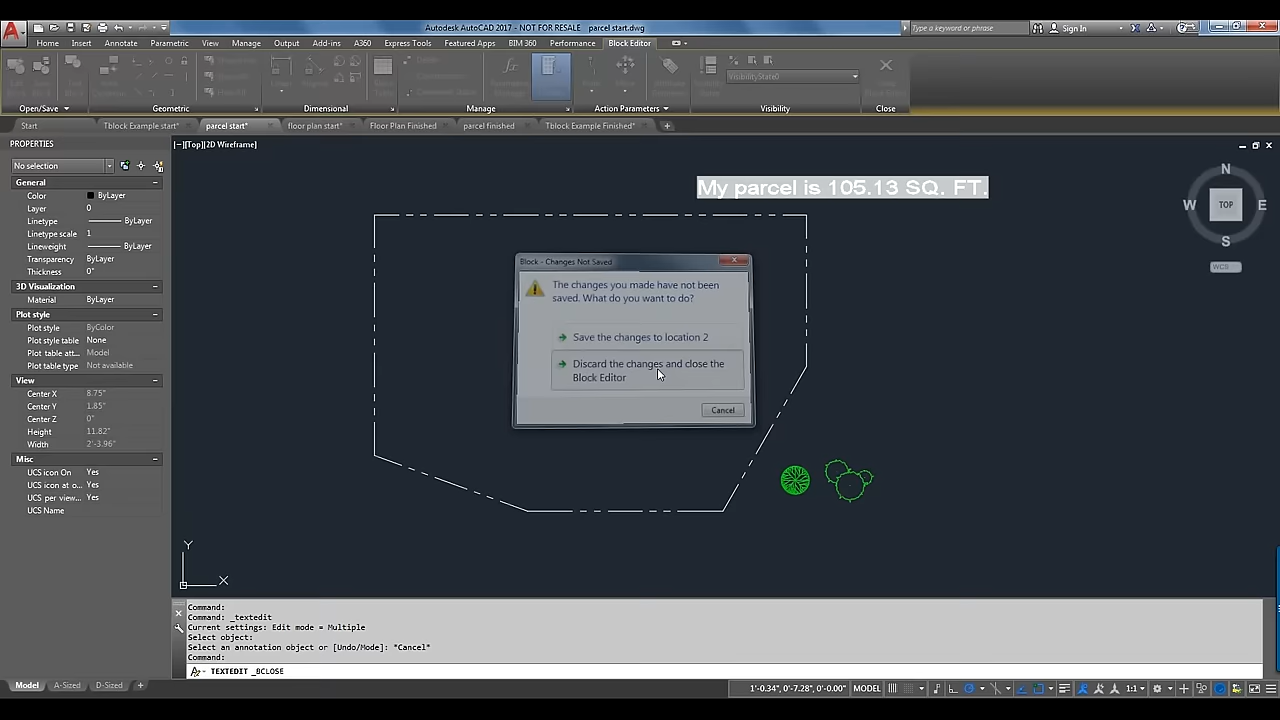 Autodesk AutoCAD 2017 - NOT FOR RESALE parcel start.dwg
Type a keyword or phrase
Sign In
Home Insert Annotate Parametric View Manage Output Add-ins A360 Express Tools Featured Apps BIM 360 Performance Block Editor
VisibilityState0
Open/Save Geometric Dimensional Manage Action Parameters Visibility Close
Start Tblock Example start* parcel start* floor plan start* Floor Plan Finished parcel finished Tblock Example Finished*
PROPERTIES
[−][Top][2D Wireframe]
No selection
General
Color ByLayer
Layer 0
Linetype ByLayer
Linetype scale 1
Lineweight ByLayer
Transparency ByLayer
Thickness 0"
3D Visualization
Material ByLayer
Plot style
Plot style ByColor
Plot style table None
Plot table att... Model
Plot table type Not available
View
Center X 8.75"
Center Y 1.85"
Center Z 0"
Height 11.82"
Width 2'-3.96"
Misc
UCS icon On Yes
UCS icon at o... Yes
UCS per view... Yes
UCS Name
My parcel is 105.13 SQ. FT.
N
W TOP E
S
WCS
Block - Changes Not Saved
The changes you made have not been
saved. What do you want to do?
Save the changes to location 2
Discard the changes and close the
Block Editor
Cancel
Y
X
Command:
Command: _textedit
Current settings: Edit mode = Multiple
Select object:
Select an annotation object or [Undo/Mode]: *Cancel*
Command:
TEXTEDIT _BCLOSE
Model A-Sized D-Sized
1'-0.34", 0'-7.28", 0'-0.00" MODEL
1:1